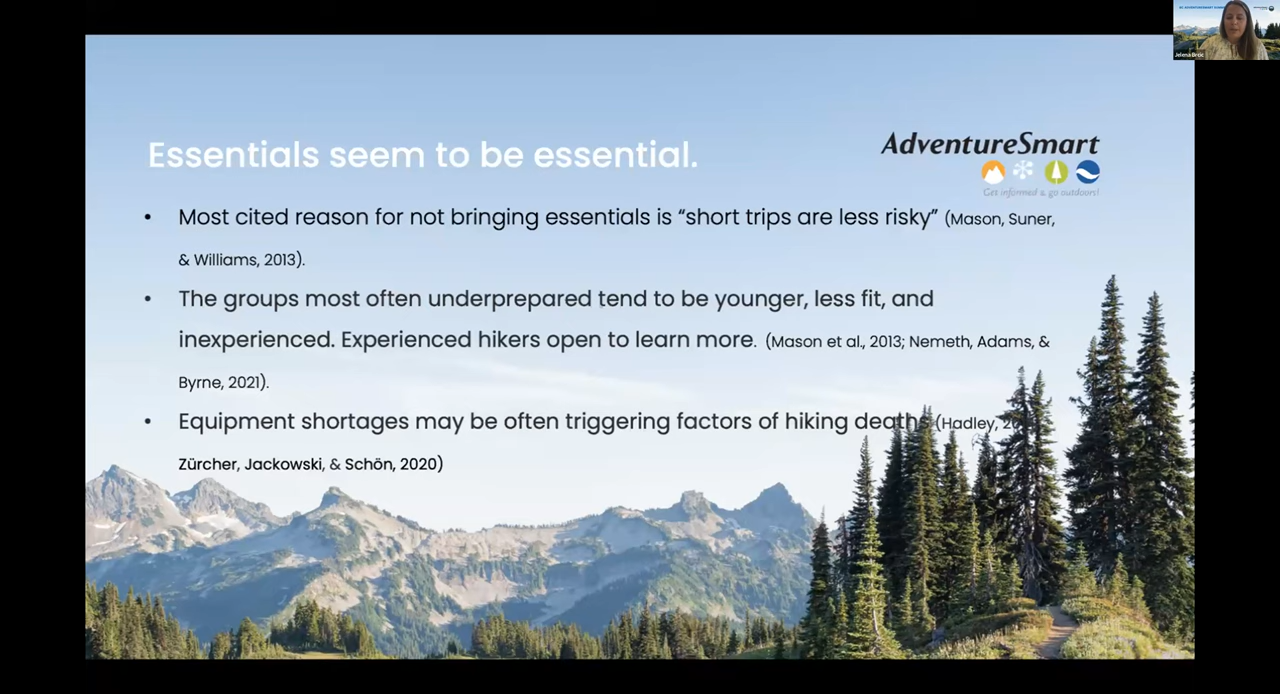 Jelena Brcic
Essentials seem to be essential.
AdventureSmart
Get informed & go outdoors!
• Most cited reason for not bringing essentials is “short trips are less risky” (Mason, Suner,
& Williams, 2013).
• The groups most often underprepared tend to be younger, less fit, and
inexperienced. Experienced hikers open to learn more. (Mason et al., 2013; Nemeth, Adams, &
Byrne, 2021).
• Equipment shortages may be often triggering factors of hiking deaths (Hadley,
Zürcher, Jackowski, & Schön, 2020)